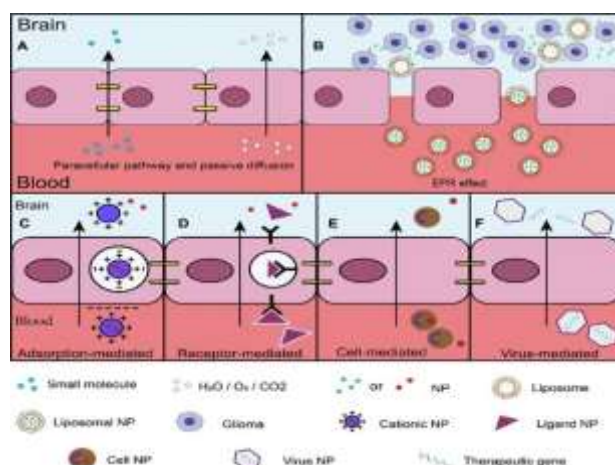 Brain
A
B
Paracellular pathway and passive diffusion
EPR effect
Blood
Brain
C
D
E
F
Blood
Adsorption-mediated
Raceptor-mediated
Cell-mediated
Virus-mediated
Small molecule
H₂O / O₂ / CO2
or
NP
Liposome
Liposomal NP
Glioma
Cationic NP
Ligand NP
Cell NP
Virus NP
Therapeutic gene